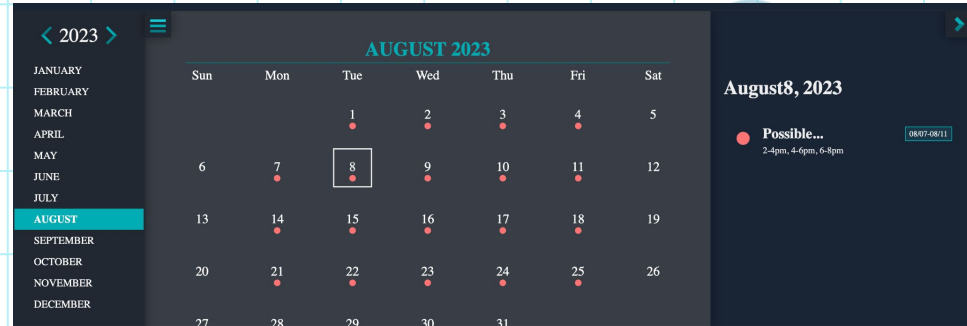 2023
JANUARY
FEBRUARY
MARCH
APRIL
MAY
JUNE
JULY
AUGUST
SEPTEMBER
OCTOBER
NOVEMBER
DECEMBER
AUGUST 2023
Sun Mon Tue Wed Thu Fri Sat
1 2 3 4 5
6 7 8 9 10 11 12
13 14 15 16 17 18 19
20 21 22 23 24 25 26
27 28 29 30 31
August8, 2023
Possible... 08/07-08/11
2-4pm, 4-6pm, 6-8pm